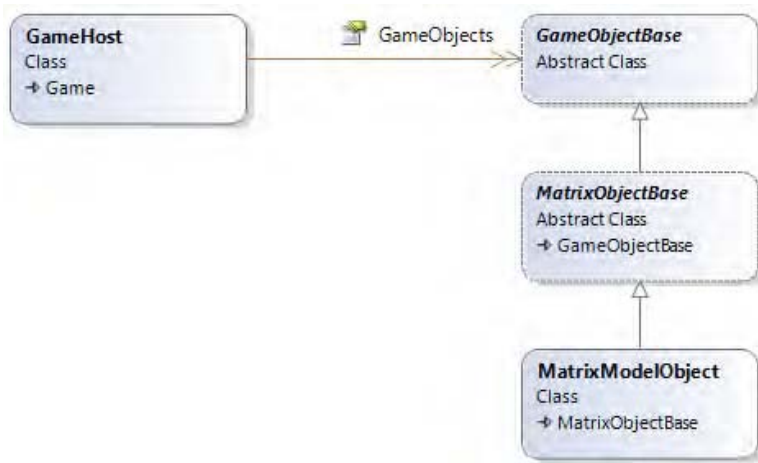 GameHost
Class
Game
GameObjects
GameObjectBase
Abstract Class
MatrixObjectBase
Abstract Class
GameObjectBase
MatrixModelObject
Class
MatrixObjectBase